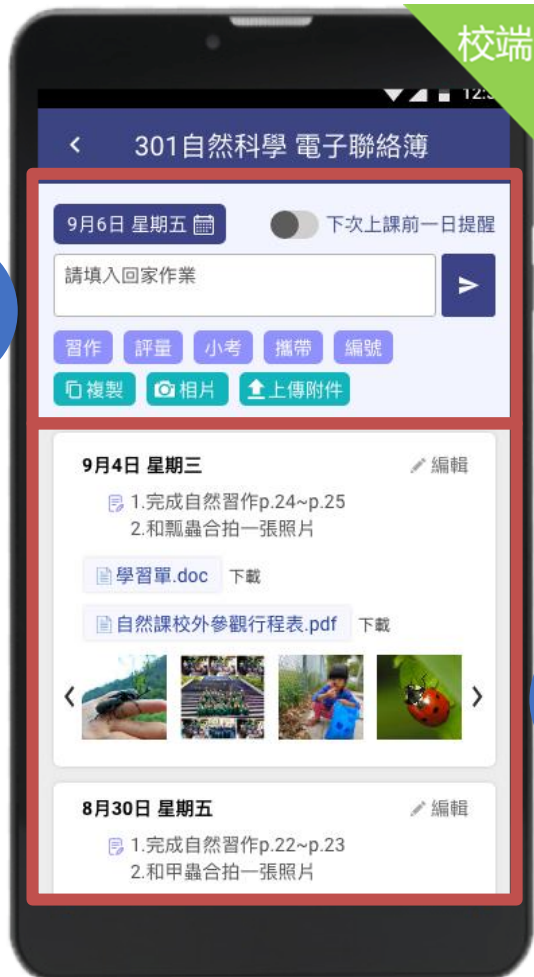 校端
301自然科學 電子聯絡簿
9月6日 星期五
下次上課前一日提醒
請填入回家作業
習作 評量 小考 攜帶 編號
複製 相片 上傳附件
9月4日 星期三 編輯
1.完成自然習作p.24~p.25
2.和瓢蟲合拍一張照片
學習單.doc 下載
自然課校外參觀行程表.pdf 下載
8月30日 星期五 編輯
1.完成自然習作p.22~p.23
2.和甲蟲合拍一張照片